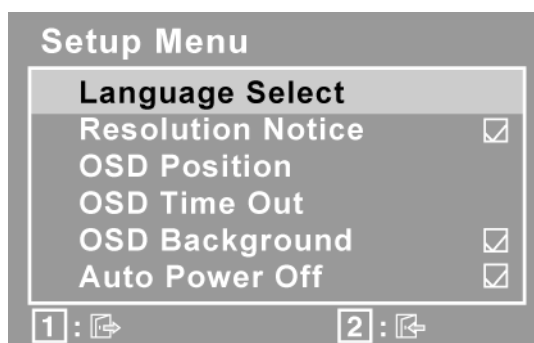 Setup Menu
Language Select
Resolution Notice
OSD Position
OSD Time Out
OSD Background
Auto Power Off
1 : 2 :